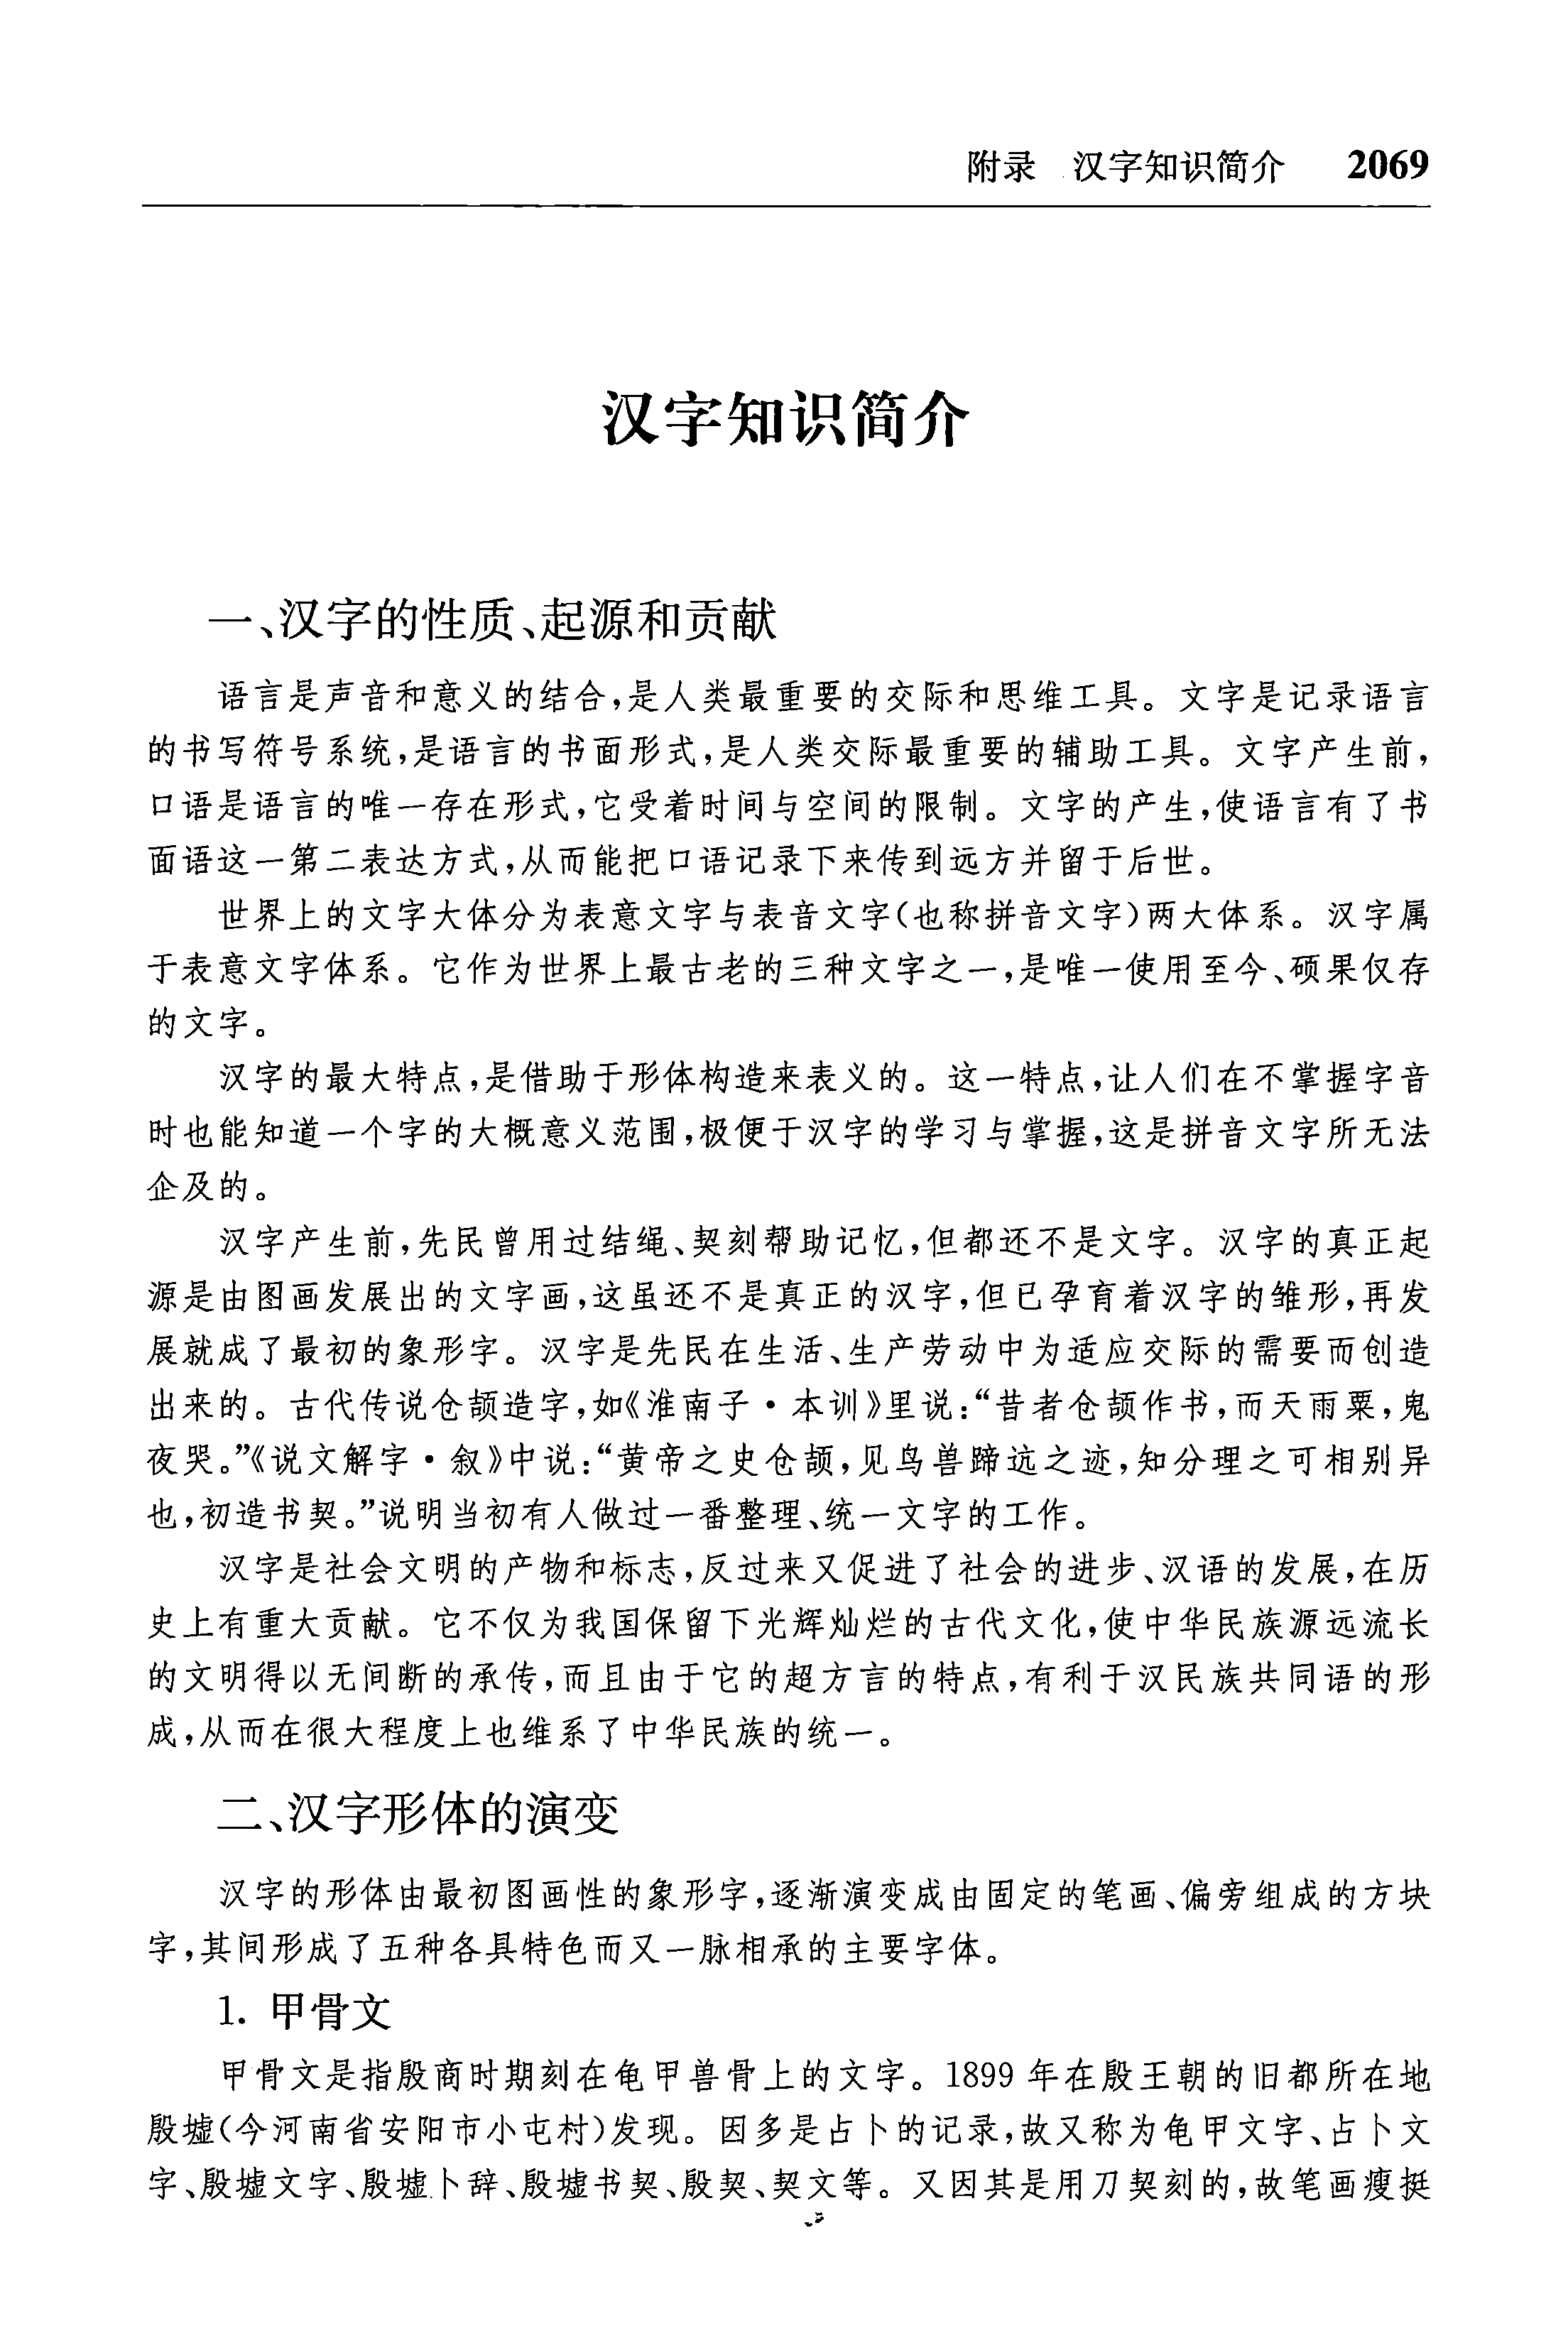 附录 汉字知识简介 2069
汉字知识简介
一、汉字的性质、起源和贡献
语言是声音和意义的结合,是人类最重要的交际和思维工具。文字是记录语言
的书写符号系统,是语言的书面形式,是人类交际最重要的辅助工具。文字产生前,
口语是语言的唯一存在形式,它受着时间与空间的限制。文字的产生,使语言有了书
面语这一第二表达方式,从而能把口语记录下来传到远方并留于后世。
世界上的文字大体分为表意文字与表音文字(也称拼音文字)两大体系。汉字属
于表意文字体系。它作为世界上最古老的三种文字之一,是唯一使用至今、硕果仅存
的文字。
汉字的最大特点,是借助于形体构造来表义的。这一特点,让人们在不掌握字音
时也能知道一个字的大概意义范围,极便于汉字的学习与掌握,这是拼音文字所无法
企及的。
汉字产生前,先民曾用过结绳、契刻帮助记忆,但都还不是文字。汉字的真正起
源是由图画发展出的文字画,这虽还不是真正的汉字,但已孕育着汉字的雏形,再发
展就成了最初的象形字。汉字是先民在生活、生产劳动中为适应交际的需要而创造
出来的。古代传说仓颉造字,如《淮南子·本训》里说:“昔者仓颉作书,而天雨粟,鬼
夜哭。”《说文解字·叙》中说:“黄帝之史仓颉,见鸟兽蹄远之迹,知分理之可相别异
也,初造书契。”说明当初有人做过一番整理、统一文字的工作。
汉字是社会文明的产物和标志,反过来又促进了社会的进步、汉语的发展,在历
史上有重大贡献。它不仅为我国保留下光辉灿烂的古代文化,使中华民族源远流长
的文明得以无间断的承传,而且由于它的超方言的特点,有利于汉民族共同语的形
成,从而在很大程度上也维系了中华民族的统一。
二、汉字形体的演变
汉字的形体由最初图画性的象形字,逐渐演变成由固定的笔画、偏旁组成的方块
字,其间形成了五种各具特色而又一脉相承的主要字体。
1. 甲骨文
甲骨文是指殷商时期刻在龟甲兽骨上的文字。1899 年在殷王朝的旧都所在地
殷墟(今河南省安阳市小屯村)发现。因多是占卜的记录,故又称为龟甲文字、占卜文
字、殷墟文字、殷墟卜辞、殷墟书契、殷契、契文等。又因其是用刀契刻的,故笔画瘦挺